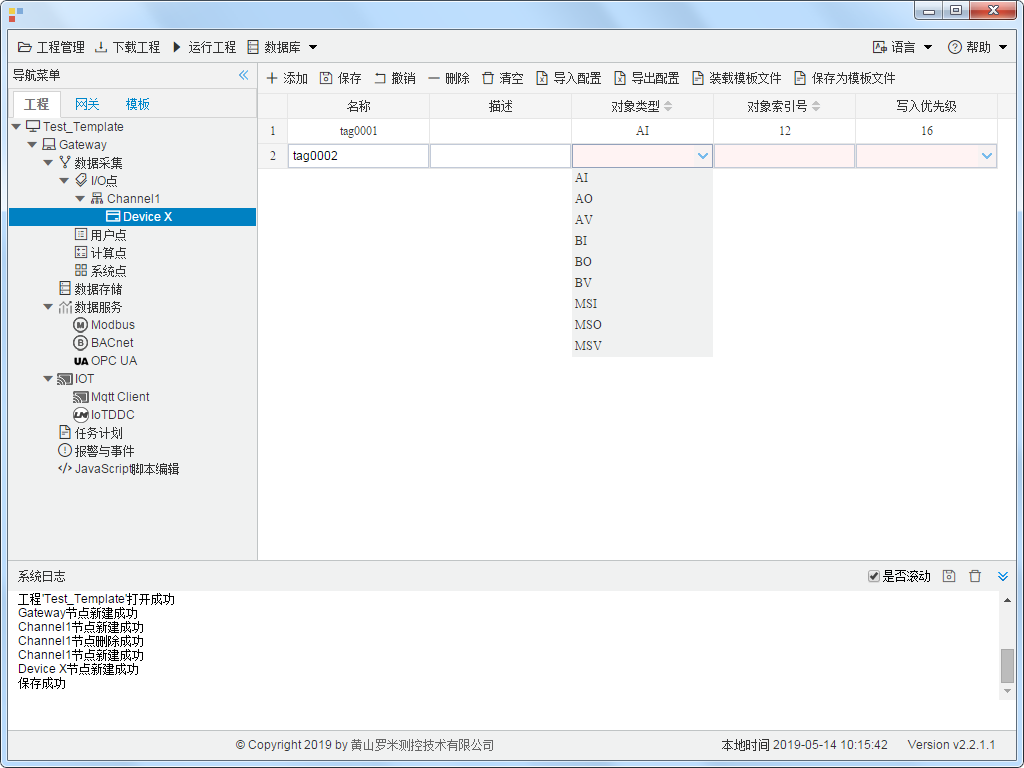 工程管理 下载工程 运行工程 数据库 语言 帮助
导航菜单
添加 保存 撤销 删除 清空 导入配置 导出配置 装载模板文件 保存为模板文件
工程 网关 模板
名称 描述 对象类型 对象索引号 写入优先级
1 tag0001 AI 12 16
2 tag0002
AI
AO
AV
BI
BO
BV
MSI
MSO
MSV
Test_Template
Gateway
数据采集
I/O点
Channel1
Device X
用户点
计算点
系统点
数据存储
数据服务
M Modbus
B BACnet
UA OPC UA
IOT
Mqtt Client
IoTDDC
任务计划
报警与事件
JavaScript脚本编辑
系统日志 是否滚动
工程'Test_Template'打开成功
Gateway节点新建成功
Channel1节点新建成功
Channel1节点删除成功
Channel1节点新建成功
Device X节点新建成功
保存成功
© Copyright 2019 by 黄山罗米测控技术有限公司 本地时间 2019-05-14 10:15:42 Version v2.2.1.1